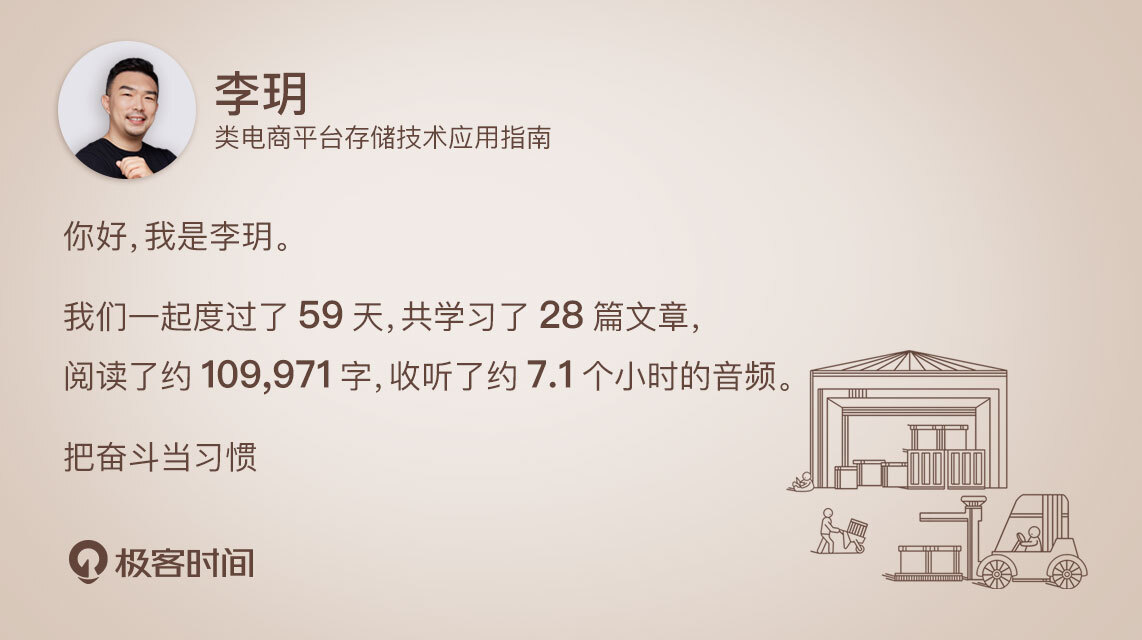 李玥
类电商平台存储技术应用指南
你好，我是李玥。
我们一起度过了 59 天，共学习了 28 篇文章，
阅读了约 109,971 字，收听了约 7.1 个小时的音频。
把奋斗当习惯
极客时间